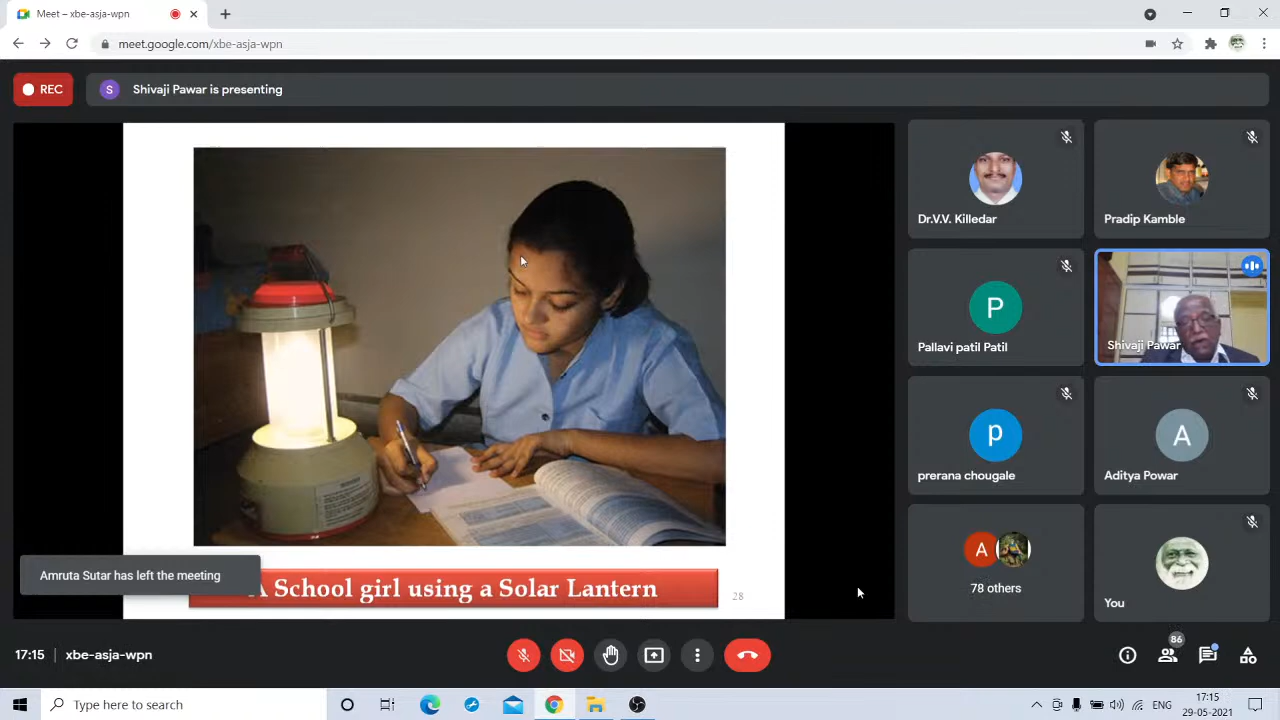 Meet – xbe-asja-wpn
meet.google.com/xbe-asja-wpn
REC
S
Shivaji Pawar is presenting
Dr.V.V. Killedar
Pradip Kamble
P
Pallavi patil Patil
Shivaji Pawar
p
prerana chougale
A
Aditya Powar
A
78 others
You
Amruta Sutar has left the meeting
A School girl using a Solar Lantern
28
17:15
xbe-asja-wpn
86
Type here to search
ENG
17:15
29-05-2021